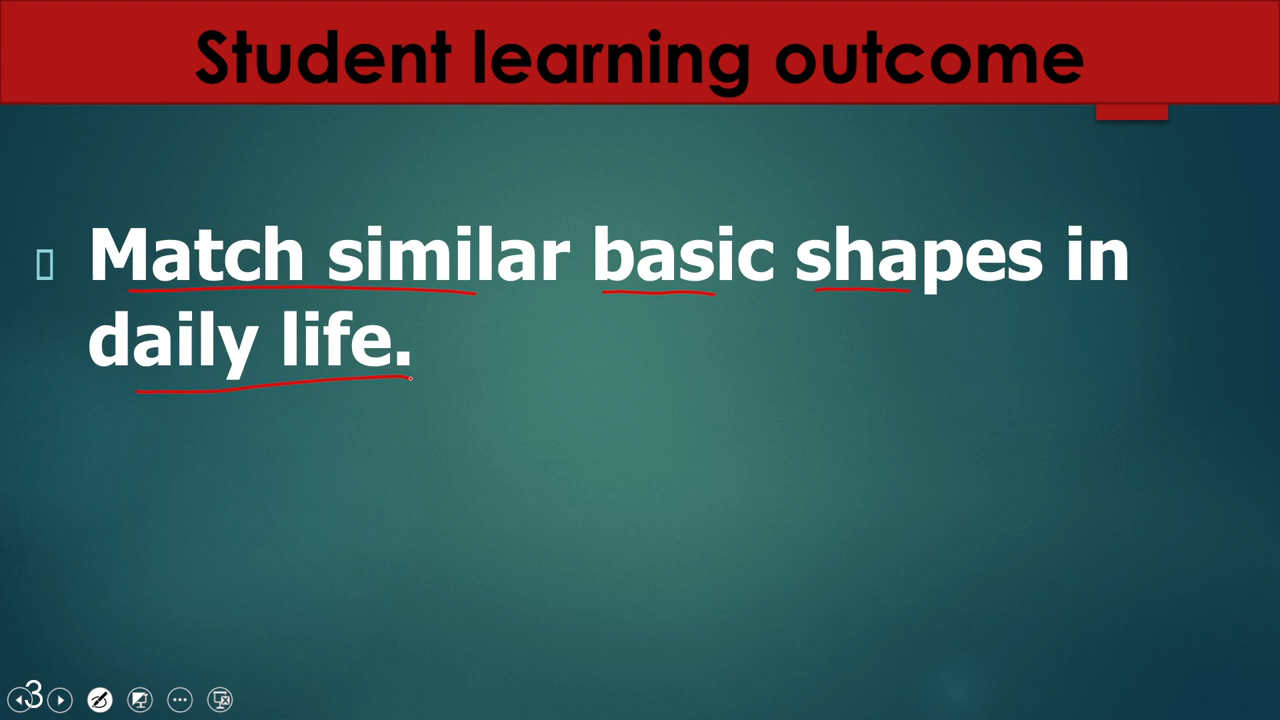 Student learning outcome
Match similar basic shapes in
daily life.
3